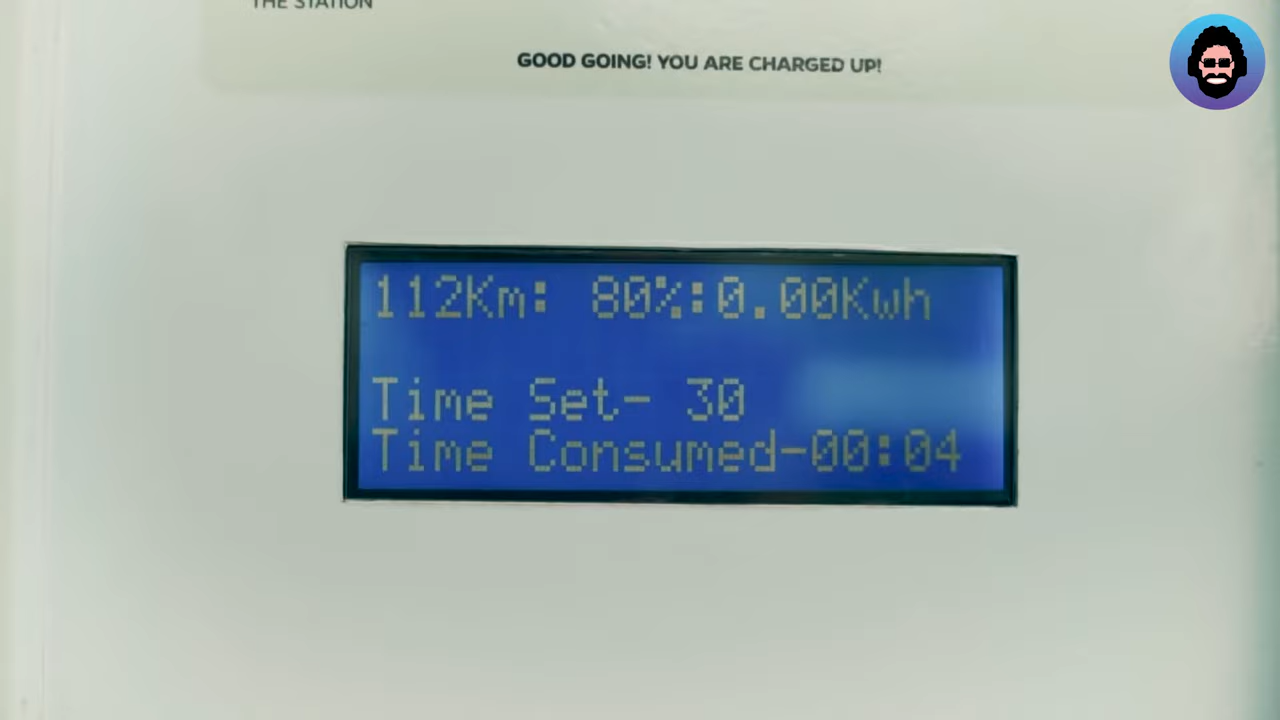 THE STATION
GOOD GOING! YOU ARE CHARGED UP!
112Km: 80%:0.00Kwh
Time Set- 30
Time Consumed-00:04